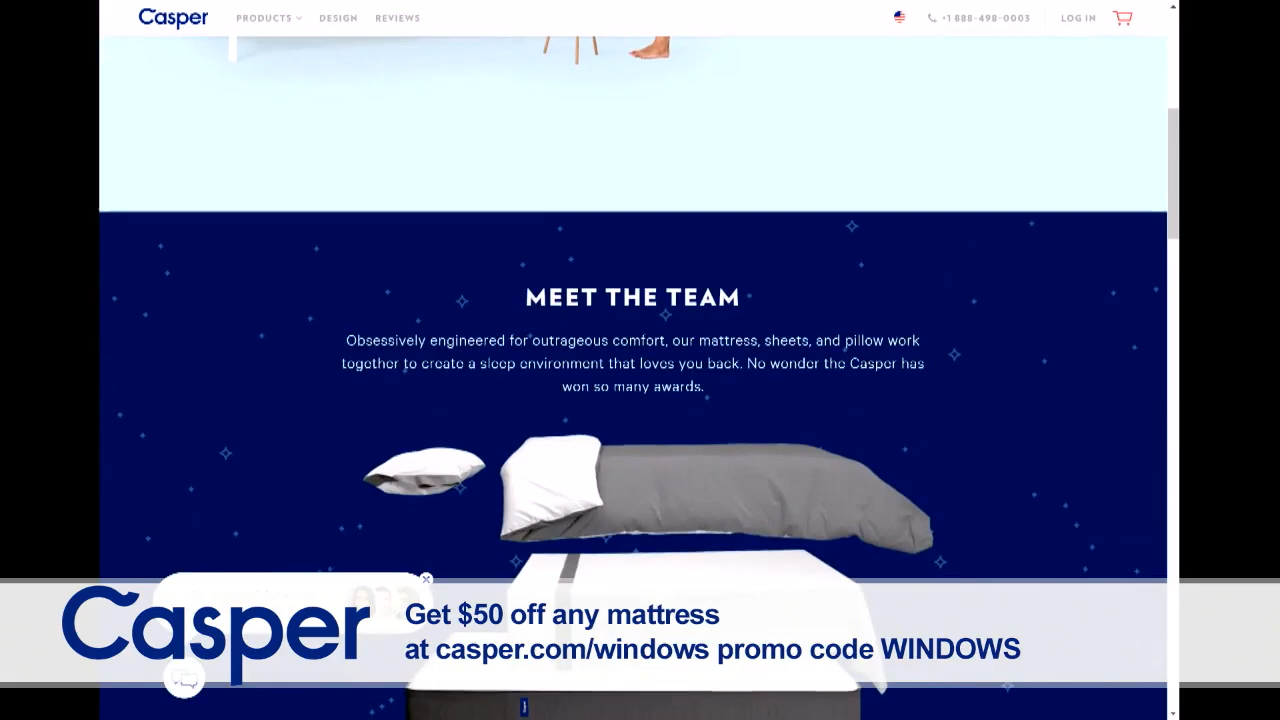 Casper PRODUCTS DESIGN REVIEWS +1 888-498-0003 LOG IN
MEET THE TEAM
Obsessively engineered for outrageous comfort, our mattress, sheets, and pillow work
together to create a sleep environment that loves you back. No wonder the Casper has
won so many awards.
Casper
Get $50 off any mattress
at casper.com/windows promo code WINDOWS
Casper